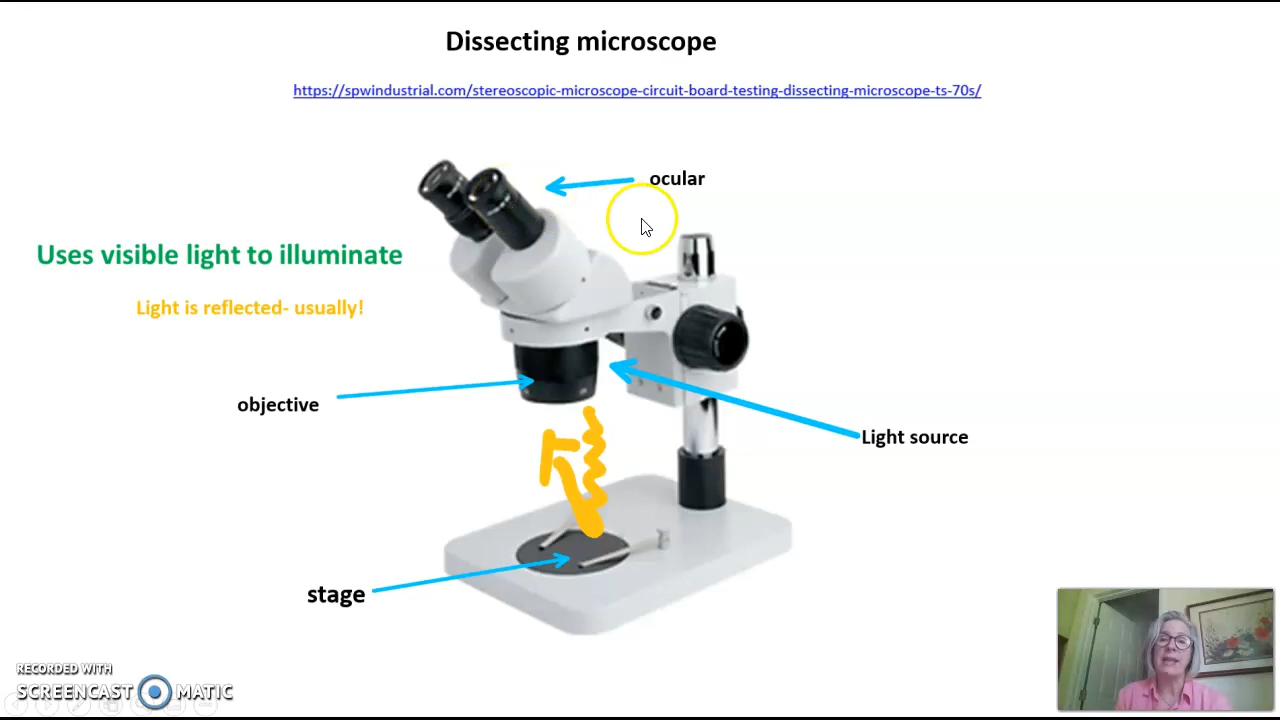 Dissecting microscope
https://spwindustrial.com/stereoscopic-microscope-circuit-board-testing-dissecting-microscope-ts-70s/
ocular
Uses visible light to illuminate
Light is reflected- usually!
objective
Light source
stage
RECORDED WITH
SCREENCAST MATIC